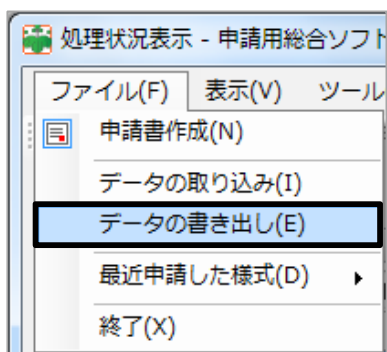 処理状況表示 - 申請用総合ソフト
ファイル(F) 表示(V) ツール
申請書作成(N)
データの取り込み(I)
データの書き出し(E)
最近申請した様式(D)
終了(X)